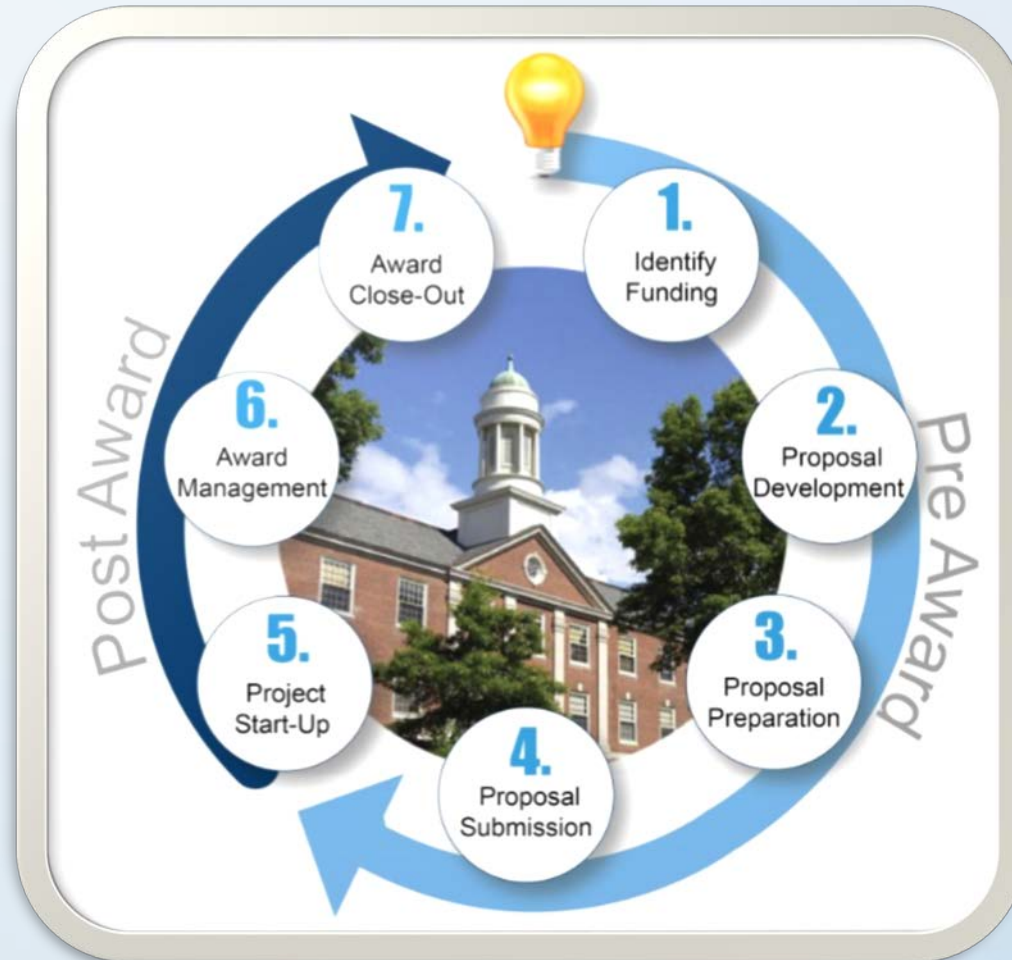 1.
Identify
Funding
2.
Proposal
Development
3.
Proposal
Preparation
4.
Proposal
Submission
5.
Project
Start-Up
6.
Award
Management
7.
Award
Close-Out
Pre Award
Post Award